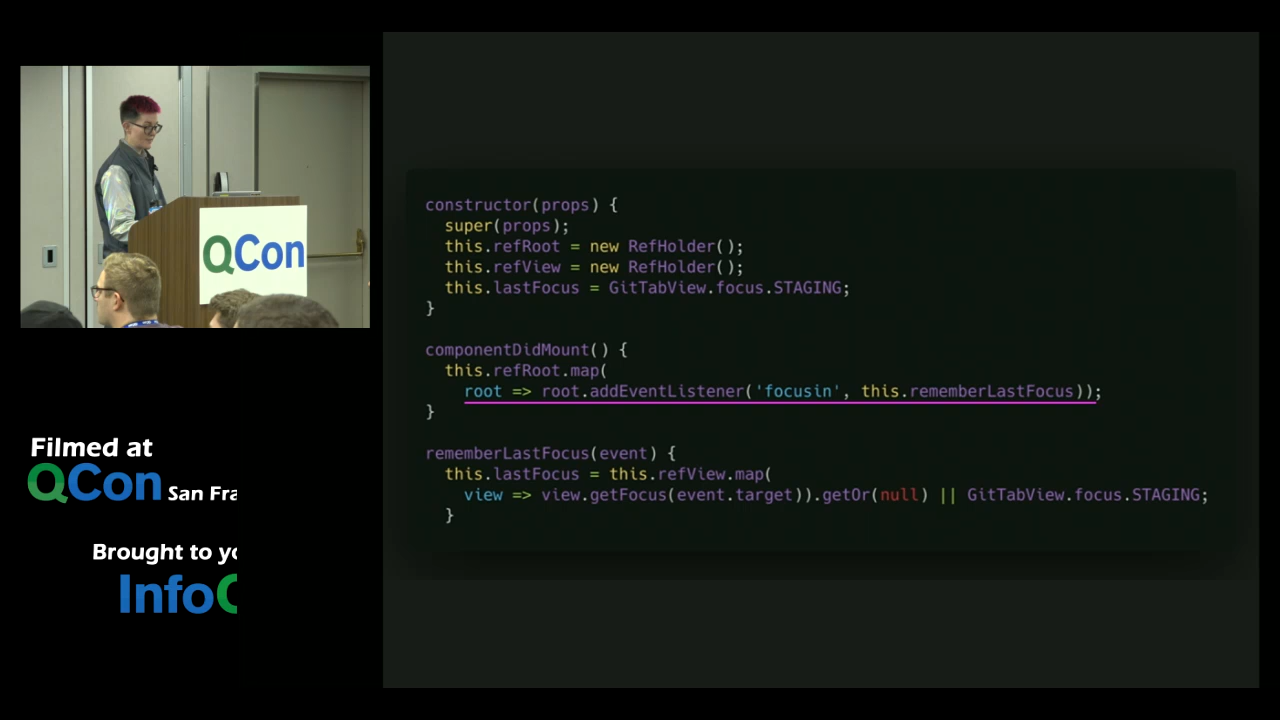 QCon
Filmed at
QCon San Fra
Brought to yo
InfoQ
constructor(props) {
super(props);
this.refRoot = new RefHolder();
this.refView = new RefHolder();
this.lastFocus = GitTabView.focus.STAGING;
}
componentDidMount() {
this.refRoot.map(
root => root.addEventListener('focusin', this.rememberLastFocus));
}
rememberLastFocus(event) {
this.lastFocus = this.refView.map(
view => view.getFocus(event.target)).getOr(null) || GitTabView.focus.STAGING;
}